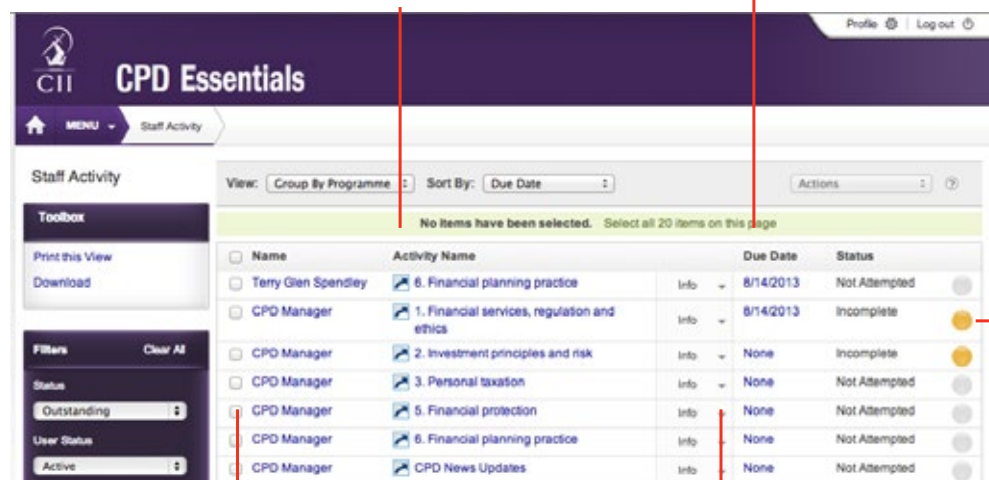 Profile | Log out
CII CPD Essentials
MENU Staff Activity
Staff Activity
Toolbox
Print this View
Download
Filters Clear All
Status
Outstanding
User Status
Active
View: Group By Programme Sort By: Due Date Actions ?
No items have been selected. Select all 20 items on this page
Name Activity Name Due Date Status
Terry Glen Spendley 6. Financial planning practice Info 8/14/2013 Not Attempted
CPD Manager 1. Financial services, regulation and Info 8/14/2013 Incomplete
ethics
CPD Manager 2. Investment principles and risk Info None Incomplete
CPD Manager 3. Personal taxation Info None Not Attempted
CPD Manager 5. Financial protection Info None Not Attempted
CPD Manager 6. Financial planning practice Info None Not Attempted
CPD Manager CPD News Updates Info None Not Attempted